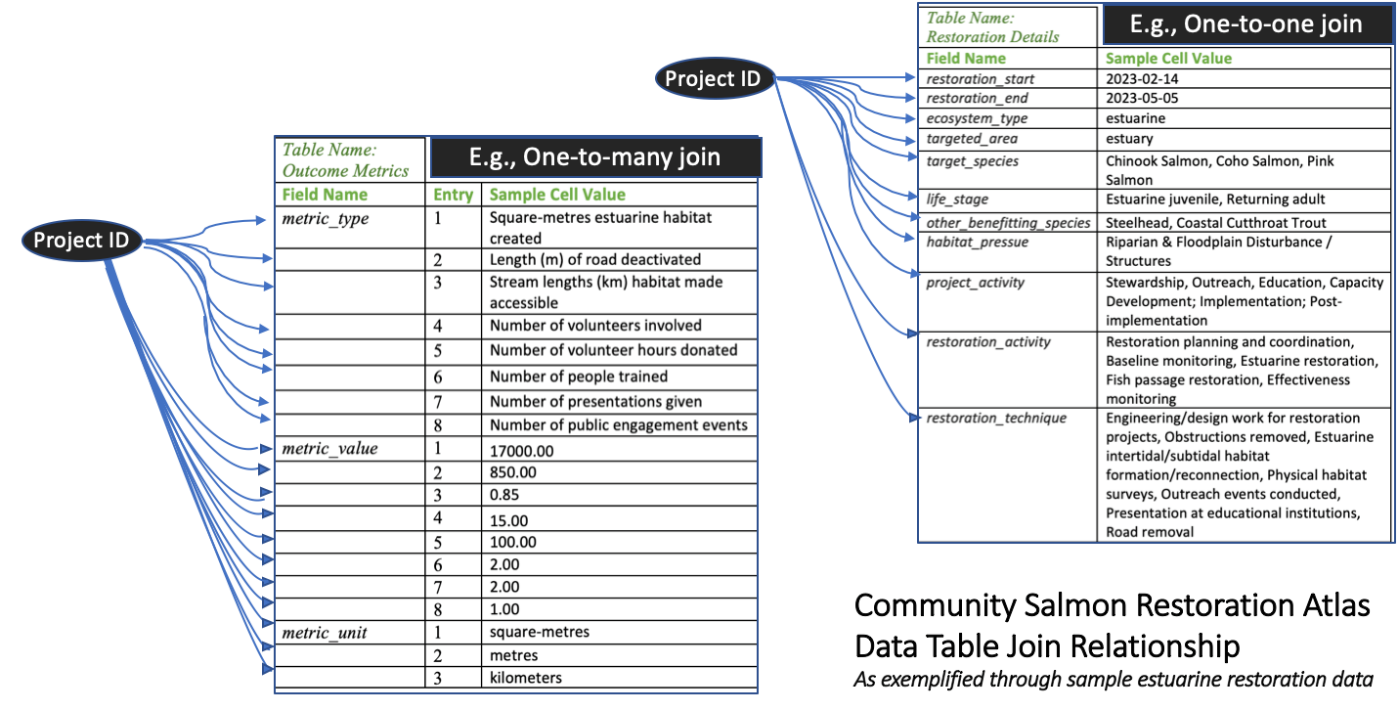 Project ID
Table Name:
Outcome Metrics
E.g., One-to-many join
Field Name Entry Sample Cell Value
metric_type 1 Square-metres estuarine habitat
created
2 Length (m) of road deactivated
3 Stream lengths (km) habitat made
accessible
4 Number of volunteers involved
5 Number of volunteer hours donated
6 Number of people trained
7 Number of presentations given
8 Number of public engagement events
metric_value 1 17000.00
2 850.00
3 0.85
4 15.00
5 100.00
6 2.00
7 2.00
8 1.00
metric_unit 1 square-metres
2 metres
3 kilometers
Project ID
Table Name:
Restoration Details
E.g., One-to-one join
Field Name Sample Cell Value
restoration_start 2023-02-14
restoration_end 2023-05-05
ecosystem_type estuarine
targeted_area estuary
target_species Chinook Salmon, Coho Salmon, Pink
Salmon
life_stage Estuarine juvenile, Returning adult
other_benefitting_species Steelhead, Coastal Cutthroat Trout
habitat_pressue Riparian & Floodplain Disturbance /
Structures
project_activity Stewardship, Outreach, Education, Capacity
Development; Implementation; Post-
implementation
restoration_activity Restoration planning and coordination,
Baseline monitoring, Estuarine restoration,
Fish passage restoration, Effectiveness
monitoring
restoration_technique Engineering/design work for restoration
projects, Obstructions removed, Estuarine
intertidal/subtidal habitat
formation/reconnection, Physical habitat
surveys, Outreach events conducted,
Presentation at educational institutions,
Road removal
Community Salmon Restoration Atlas
Data Table Join Relationship
As exemplified through sample estuarine restoration data